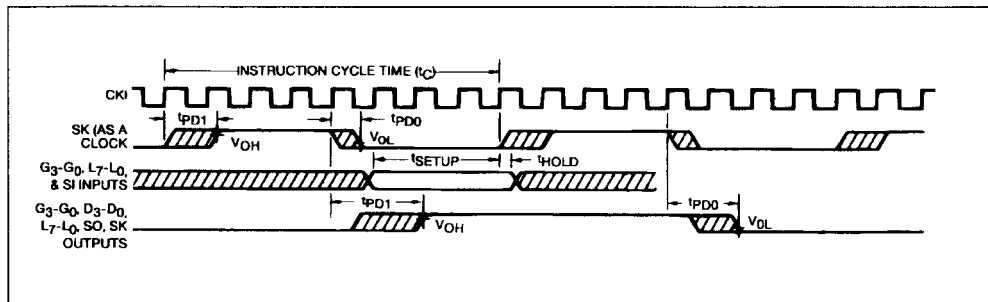 INSTRUCTION CYCLE TIME (tC)
CKI
tPD1
tPD0
SK (AS A
CLOCK
VOH
VOL
tSETUP
tHOLD
G3-G0, L7-L0,
& SI INPUTS
tPD1
tPD0
G3-G0, D3-D0,
L7-L0, SO, SK
OUTPUTS
VOH
VOL